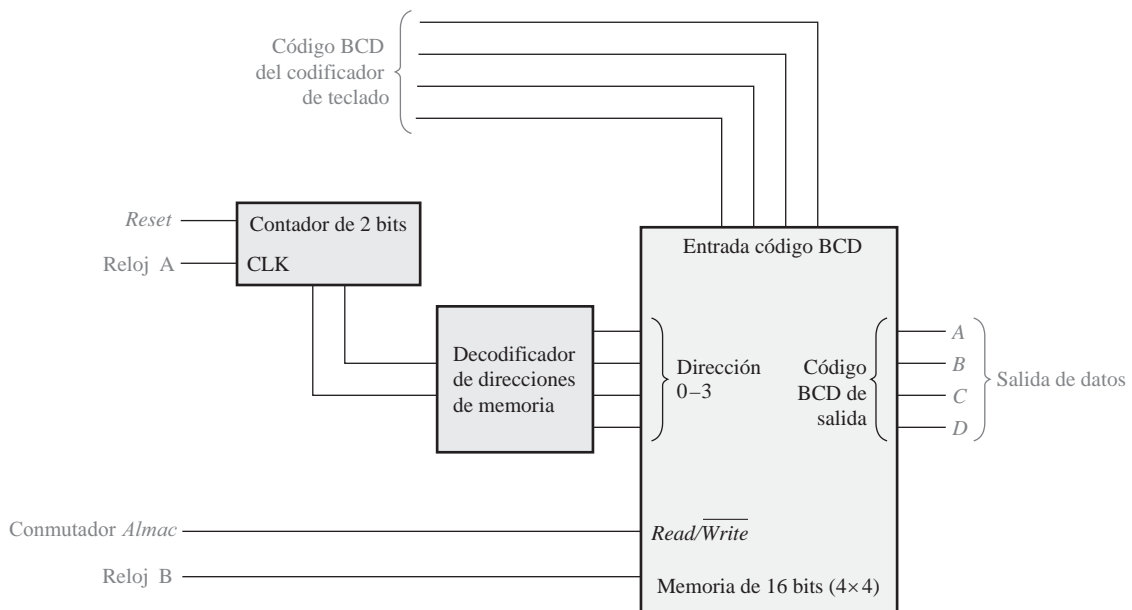 Código BCD
del codificador
de teclado
Reset
Reloj A
Contador de 2 bits
CLK
Entrada código BCD
Decodificador
de direcciones
de memoria
Dirección
0–3
Código
BCD de
salida
A
B
C
D
Salida de datos
Conmutador Almac
Read/Write
Reloj B
Memoria de 16 bits (4×4)